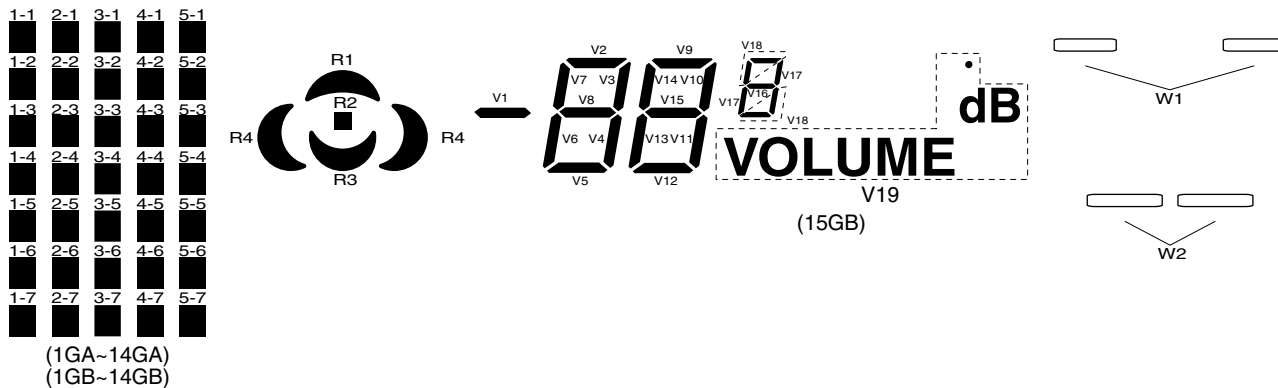 1-1 2-1 3-1 4-1 5-1
1-2 2-2 3-2 4-2 5-2
1-3 2-3 3-3 4-3 5-3
1-4 2-4 3-4 4-4 5-4
1-5 2-5 3-5 4-5 5-5
1-6 2-6 3-6 4-6 5-6
1-7 2-7 3-7 4-7 5-7
(1GA~14GA)
(1GB~14GB)
R1
R2
R4 R4
R3
V1
V2 V9
V7 V3 V14 V10
V8 V15
V6 V4 V13 V11
V5 V12
V18
V17
V16
V17
V18
dB
VOLUME
V19
(15GB)
W1
W2